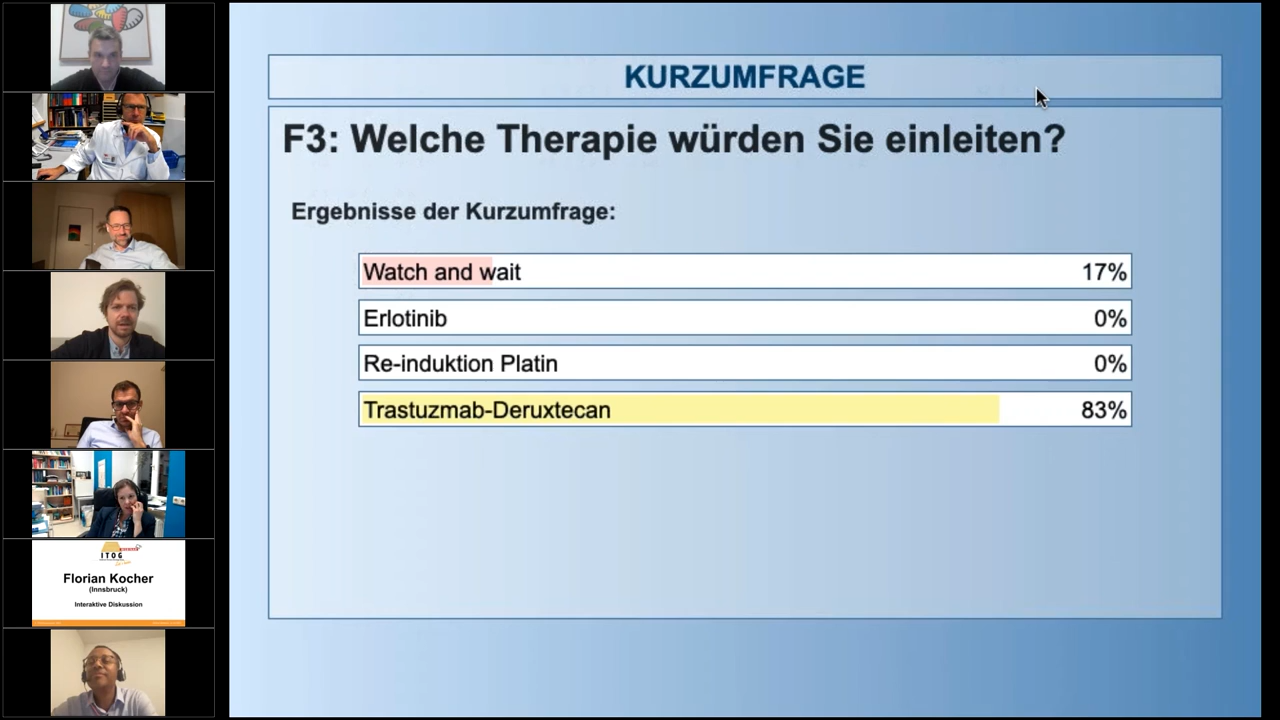 KURZUMFRAGE
F3: Welche Therapie würden Sie einleiten?
Ergebnisse der Kurzumfrage:
Watch and wait 17%
Erlotinib 0%
Re-induktion Platin 0%
Trastuzmab-Deruxtecan 83%
ITOG
Florian Kocher
(Innsbruck)
Interaktive Diskussion